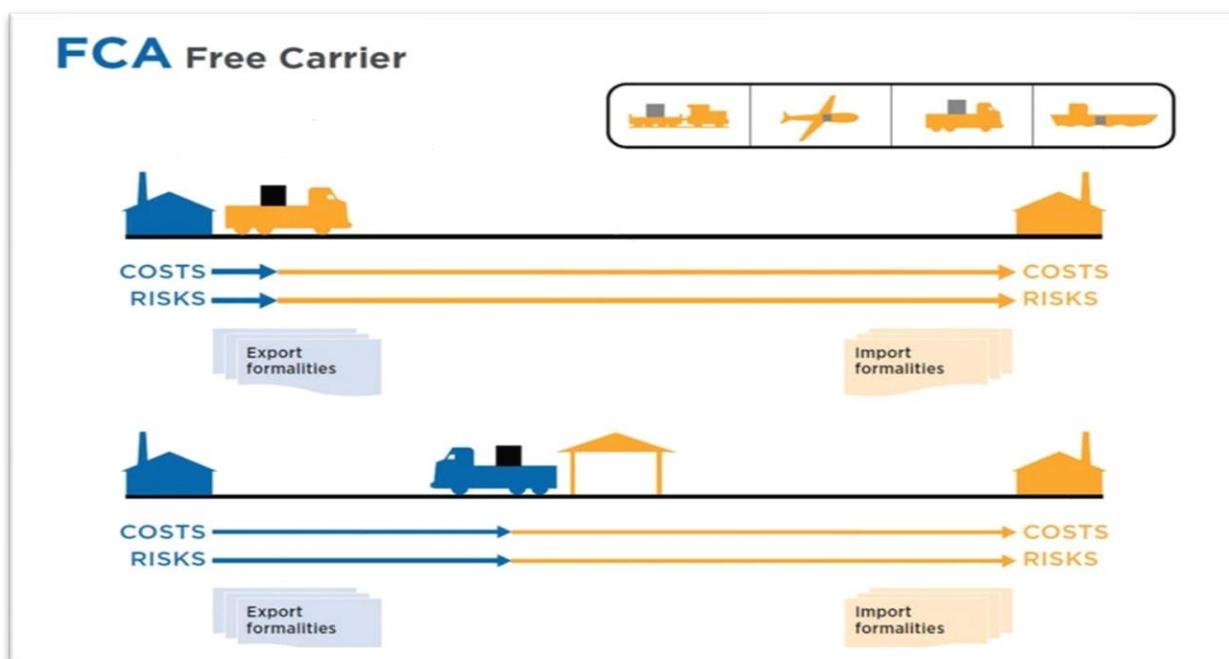 FCA Free Carrier
COSTS COSTS
RISKS RISKS
Export
formalities
Import
formalities
COSTS COSTS
RISKS RISKS
Export
formalities
Import
formalities